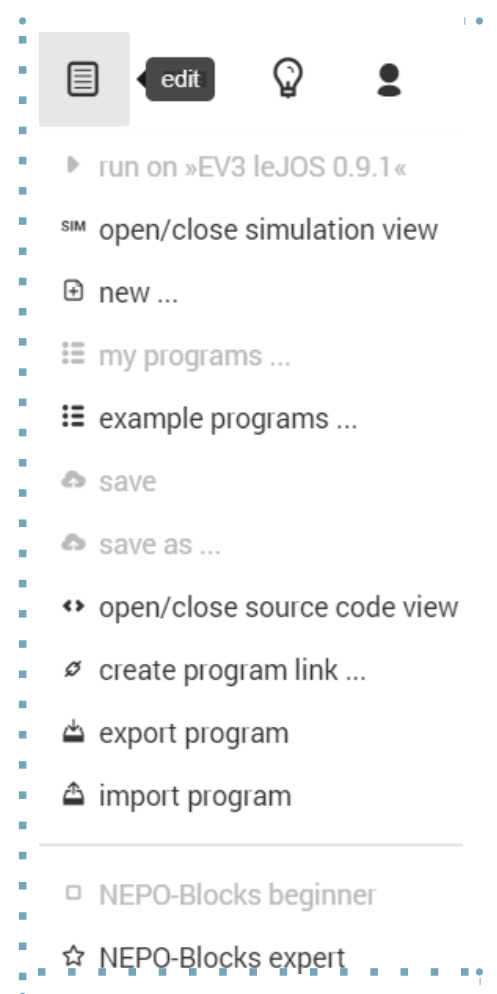 edit
run on »EV3 leJOS 0.9.1«
SIM open/close simulation view
new ...
my programs ...
example programs ...
save
save as ...
open/close source code view
create program link ...
export program
import program
NEPO-Blocks beginner
NEPO-Blocks expert